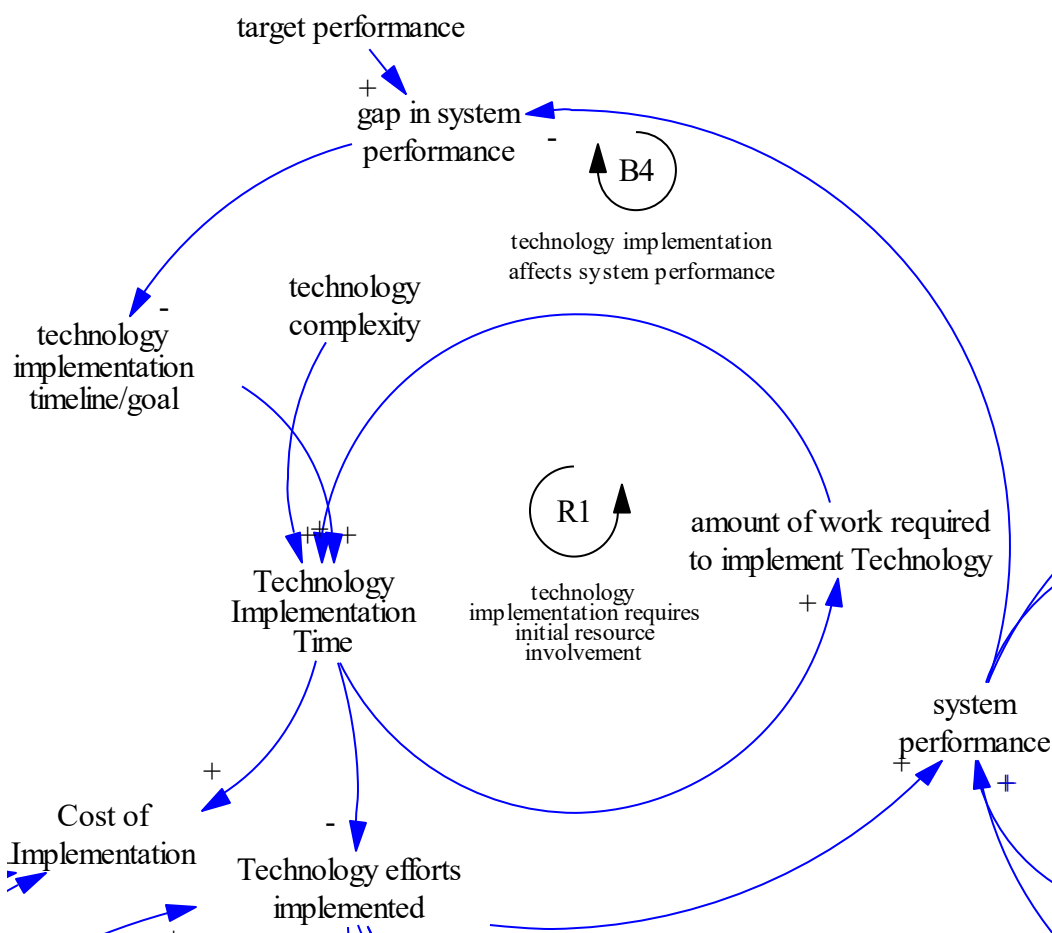 target performance
+
gap in system
performance
-
B4
technology implementation
affects system performance
technology
complexity
-
technology
implementation
timeline/goal
R1
technology
implementation requires
initial resource
involvement
amount of work required
to implement Technology
+
+
+
+
Technology
Implementation
Time
system
performance
+
+
+
Cost of
Implementation
-
Technology efforts
implemented